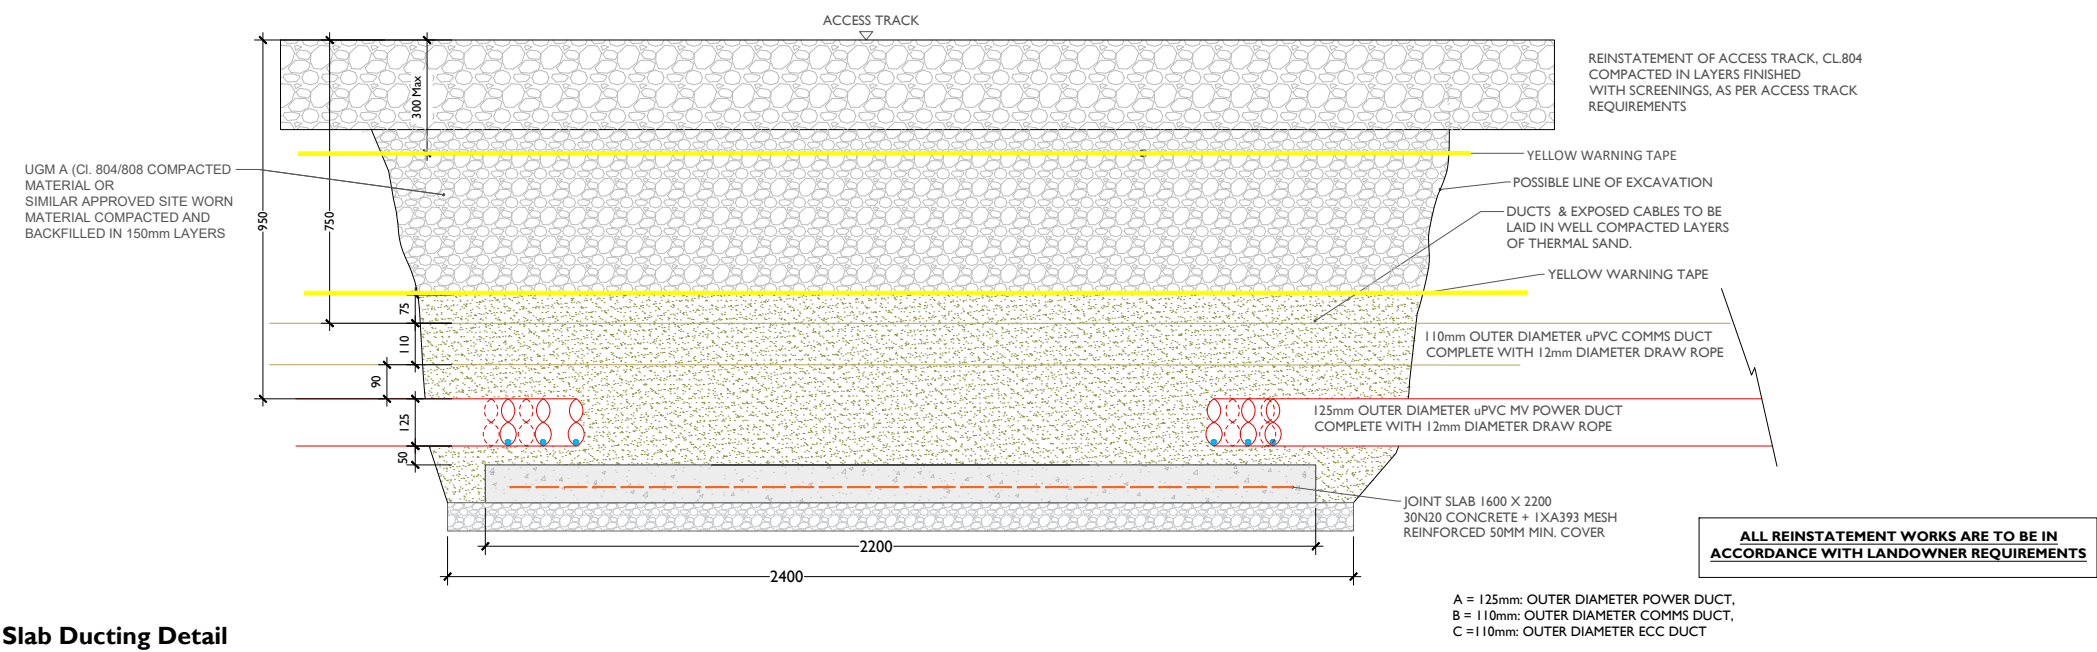 ACCESS TRACK
REINSTATEMENT OF ACCESS TRACK, CL.804
COMPACTED IN LAYERS FINISHED
WITH SCREENINGS, AS PER ACCESS TRACK
REQUIREMENTS
300 Max
YELLOW WARNING TAPE
UGM A (Cl. 804/808 COMPACTED
MATERIAL OR
SIMILAR APPROVED SITE WORN
MATERIAL COMPACTED AND
BACKFILLED IN 150mm LAYERS
POSSIBLE LINE OF EXCAVATION
950
750
DUCTS & EXPOSED CABLES TO BE
LAID IN WELL COMPACTED LAYERS
OF THERMAL SAND.
YELLOW WARNING TAPE
75
110
110mm OUTER DIAMETER uPVC COMMS DUCT
COMPLETE WITH 12mm DIAMETER DRAW ROPE
90
125
125mm OUTER DIAMETER uPVC MV POWER DUCT
COMPLETE WITH 12mm DIAMETER DRAW ROPE
50
JOINT SLAB 1600 X 2200
30N20 CONCRETE + 1XA393 MESH
REINFORCED 50MM MIN. COVER
2200
2400
ALL REINSTATEMENT WORKS ARE TO BE IN
ACCORDANCE WITH LANDOWNER REQUIREMENTS
A = 125mm: OUTER DIAMETER POWER DUCT,
B = 110mm: OUTER DIAMETER COMMS DUCT,
C =110mm: OUTER DIAMETER ECC DUCT
Slab Ducting Detail